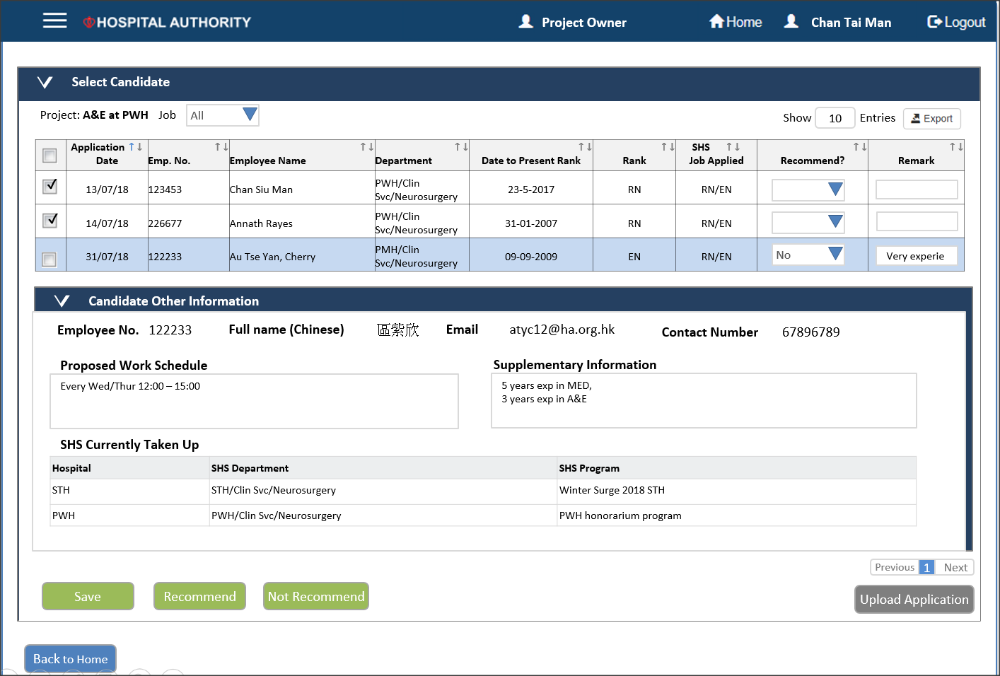 HOSPITAL AUTHORITY Project Owner Home Chan Tai Man Logout
Select Candidate
Project: A&E at PWH Job All Show 10 Entries Export
Application Date Emp. No. Employee Name Department Date to Present Rank Rank SHS Job Applied Recommend? Remark
13/07/18 123453 Chan Siu Man PWH/Clin Svc/Neurosurgery 23-5-2017 RN RN/EN
14/07/18 226677 Annath Rayes PWH/Clin Svc/Neurosurgery 31-01-2007 RN RN/EN
31/07/18 122233 Au Tse Yan, Cherry PMH/Clin Svc/Neurosurgery 09-09-2009 EN RN/EN No Very experie
Candidate Other Information
Employee No. 122233 Full name (Chinese) 區紫欣 Email atyc12@ha.org.hk Contact Number 67896789
Proposed Work Schedule
Every Wed/Thur 12:00 – 15:00
Supplementary Information
5 years exp in MED,
3 years exp in A&E
SHS Currently Taken Up
Hospital SHS Department SHS Program
STH STH/Clin Svc/Neurosurgery Winter Surge 2018 STH
PWH PWH/Clin Svc/Neurosurgery PWH honorarium program
Previous 1 Next
Save Recommend Not Recommend Upload Application
Back to Home